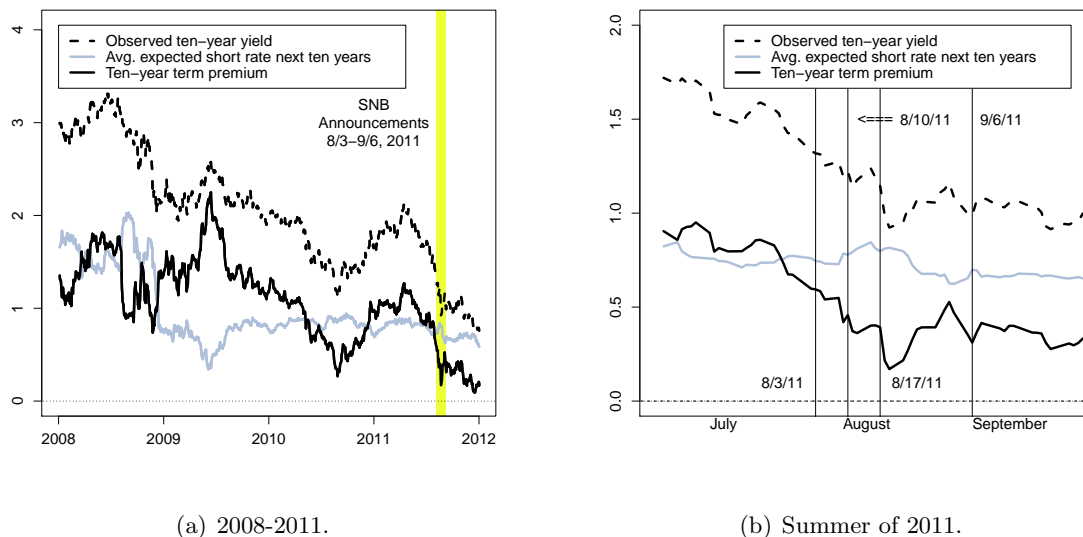 4
3
2
1
0
Observed ten−year yield
Avg. expected short rate next ten years
Ten−year term premium
SNB
Announcements
8/3−9/6, 2011
2008 2009 2010 2011 2012
(a) 2008-2011.
2.0
1.5
1.0
0.5
0.0
Observed ten−year yield
Avg. expected short rate next ten years
Ten−year term premium
<=== 8/10/11 9/6/11
8/3/11 8/17/11
July August September
(b) Summer of 2011.